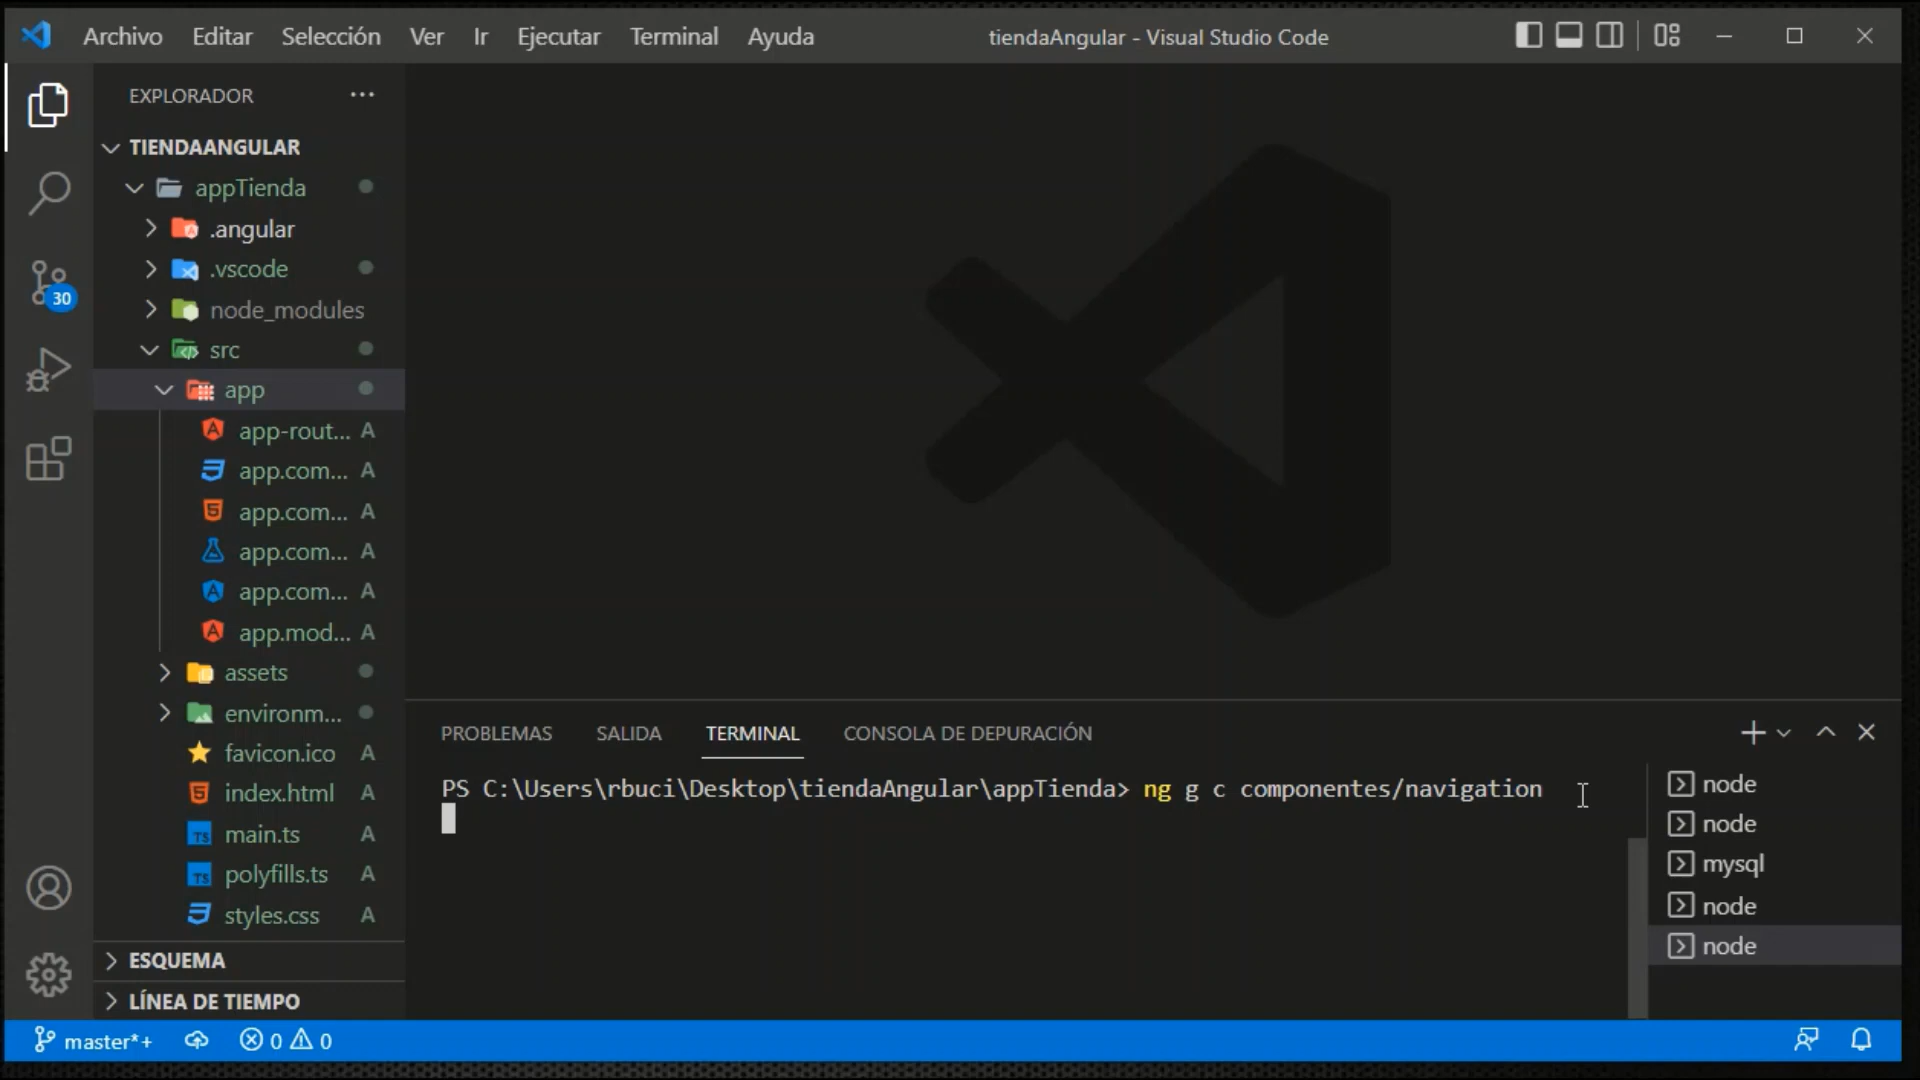 Archivo Editar Selección Ver Ir Ejecutar Terminal Ayuda tiendaAngular - Visual Studio Code
EXPLORADOR ···
TIENDAANGULAR
appTienda
.angular
.vscode
30
node_modules
src
app
app-rout... A
app.com... A
app.com... A
app.com... A
app.com... A
app.mod... A
assets
environm...
favicon.ico A
index.html A
main.ts A
polyfills.ts A
styles.css A
ESQUEMA
LÍNEA DE TIEMPO
PROBLEMAS SALIDA TERMINAL CONSOLA DE DEPURACIÓN
PS C:\Users\rbuci\Desktop\tiendaAngular\appTienda> ng g c componentes/navigation
node
node
mysql
node
node
master*+ 0 0